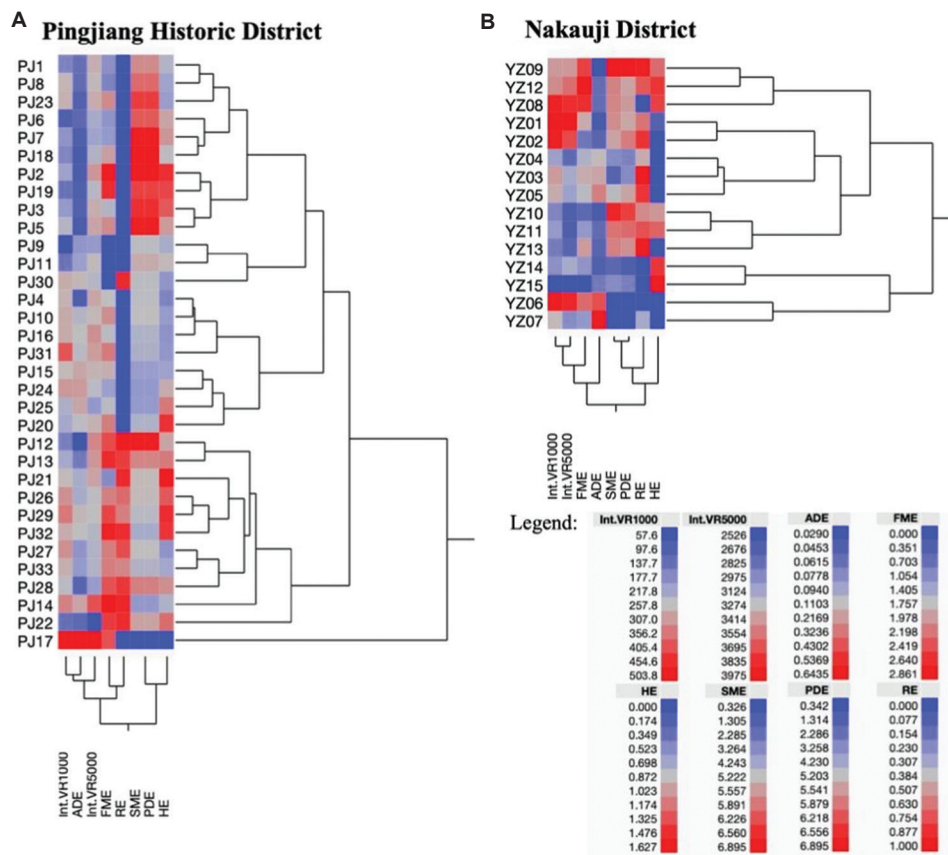 A
Pingjiang Historic District
PJ1
PJ8
PJ23
PJ6
PJ7
PJ18
PJ2
PJ19
PJ3
PJ5
PJ9
PJ11
PJ30
PJ4
PJ10
PJ16
PJ31
PJ15
PJ24
PJ25
PJ20
PJ12
PJ13
PJ21
PJ26
PJ29
PJ32
PJ27
PJ33
PJ28
PJ14
PJ22
PJ17
Int.VR1000
ADE
Int.VR5000
FME
RE
SME
PDE
HE
B
Nakauji District
YZ09
YZ12
YZ08
YZ01
YZ02
YZ04
YZ03
YZ05
YZ10
YZ11
YZ13
YZ14
YZ15
YZ06
YZ07
Int.VR1000
Int.VR5000
FME
ADE
SME
PDE
RE
HE
Legend:
Int.VR1000 Int.VR5000 ADE FME
57.6 2526 0.0290 0.000
97.6 2676 0.0453 0.351
137.7 2825 0.0615 0.703
177.7 2975 0.0778 1.054
217.8 3124 0.0940 1.405
257.8 3274 0.1103 1.757
307.0 3414 0.2169 1.978
356.2 3554 0.3236 2.198
405.4 3695 0.4302 2.419
454.6 3835 0.5369 2.640
503.8 3975 0.6435 2.861
HE SME PDE RE
0.000 0.326 0.342 0.000
0.174 1.305 1.314 0.077
0.349 2.285 2.286 0.154
0.523 3.264 3.258 0.230
0.698 4.243 4.230 0.307
0.872 5.222 5.203 0.384
1.023 5.557 5.541 0.507
1.174 5.891 5.879 0.630
1.325 6.226 6.218 0.754
1.476 6.560 6.556 0.877
1.627 6.895 6.895 1.000